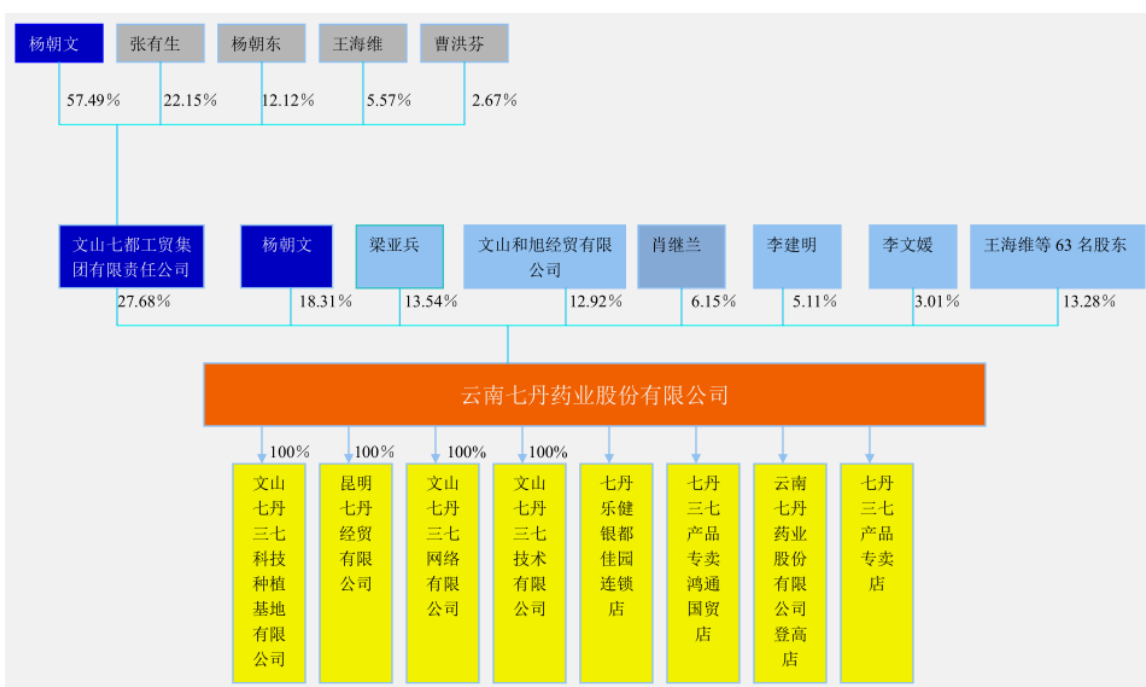 杨朝文
张有生
杨朝东
王海维
曹洪芬
57.49%
22.15%
12.12%
5.57%
2.67%
文山七都工贸集
团有限责任公司
杨朝文
梁亚兵
文山和旭经贸有限
公司
肖继兰
李建明
李文媛
王海维等 63 名股东
27.68%
18.31%
13.54%
12.92%
6.15%
5.11%
3.01%
13.28%
云南七丹药业股份有限公司
100%
100%
100%
100%
文山
七丹
三七
科技
种植
基地
有限
公司
昆明
七丹
经贸
有限
公司
文山
七丹
三七
网络
有限
公司
文山
七丹
三七
技术
有限
公司
七丹
乐健
银都
佳园
连锁
店
七丹
三七
产品
专卖
鸿通
国贸
店
云南
七丹
药业
股份
有限
公司
登高
店
七丹
三七
产品
专卖
店